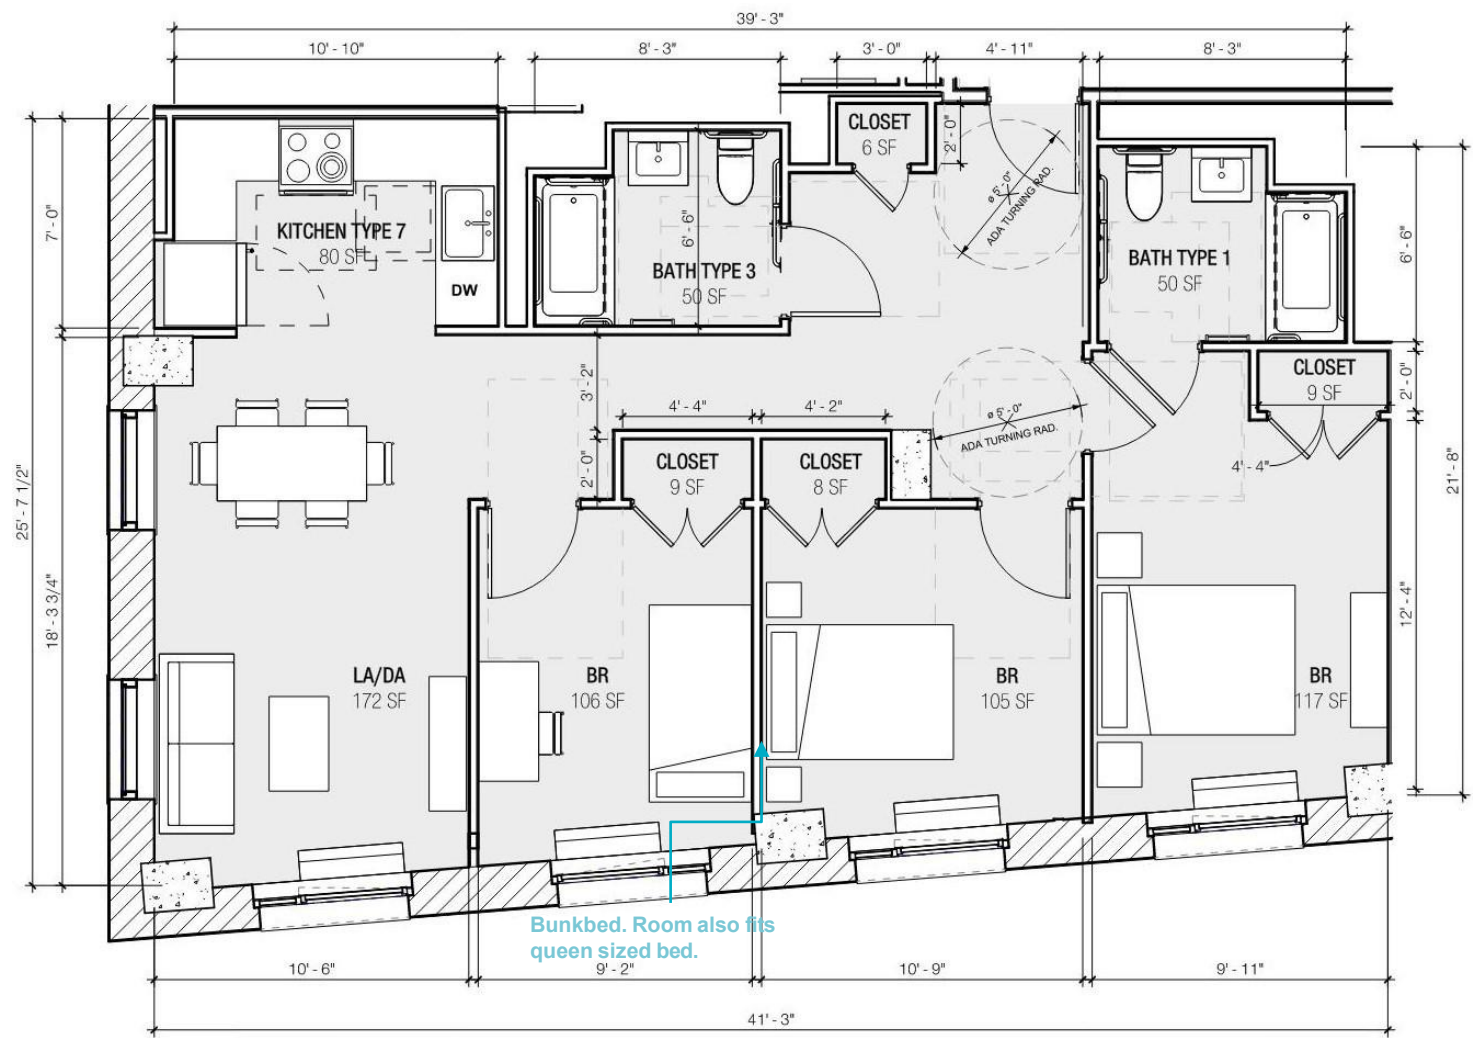 39' - 3"
10' - 10"
8' - 3"
3' - 0"
4' - 11"
8' - 3"
CLOSET
6 SF
2' - 0"
ø 5' - 0"
ADA TURNING RAD.
7' - 0"
KITCHEN TYPE 7
80 SF
DW
6' - 6"
BATH TYPE 3
50 SF
BATH TYPE 1
50 SF
6' - 6"
CLOSET
9 SF
2' - 0"
3' - 2"
4' - 4"
4' - 2"
ø 5' - 0"
ADA TURNING RAD.
2' - 0"
CLOSET
9 SF
CLOSET
8 SF
4' - 4"
21' - 8"
25' - 7 1/2"
18' - 3 3/4"
12' - 4"
LA/DA
172 SF
BR
106 SF
BR
105 SF
BR
117 SF
Bunkbed. Room also fits
queen sized bed.
10' - 6"
9' - 2"
10' - 9"
9' - 11"
41' - 3"